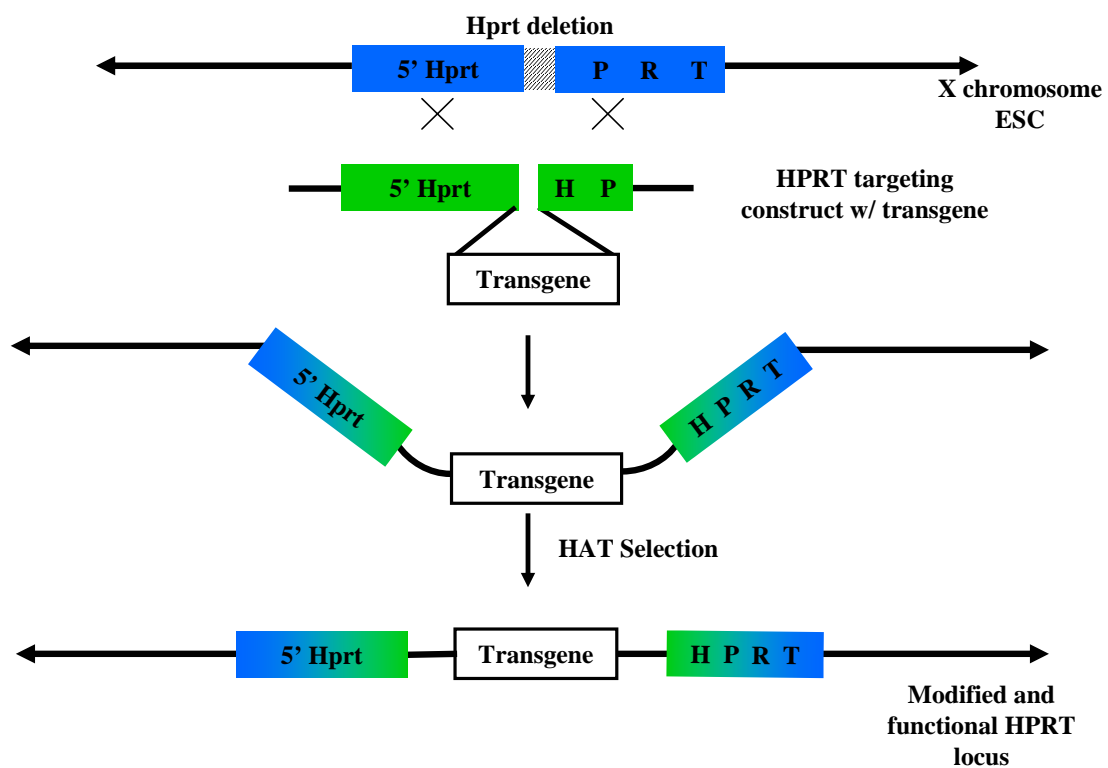 Hprt deletion
5’ Hprt
P R T
X chromosome
ESC
5’ Hprt
H P
HPRT targeting
construct w/ transgene
Transgene
5’ Hprt
H P R T
Transgene
HAT Selection
5’ Hprt
Transgene
H P R T
Modified and
functional HPRT
locus